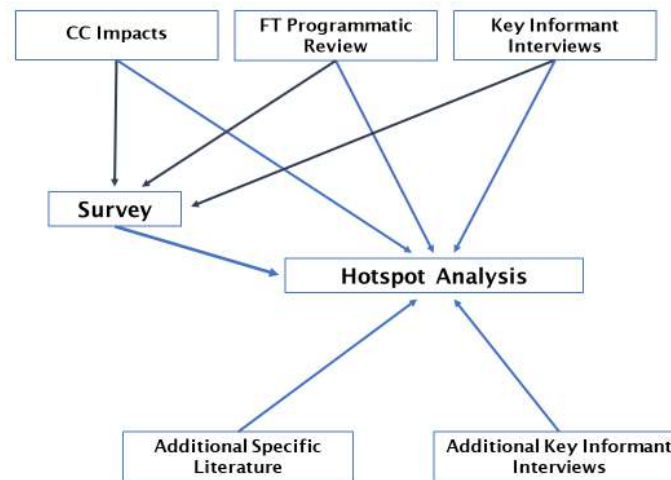 CC Impacts
FT Programmatic
Review
Key Informant
Interviews
Survey
Hotspot Analysis
Additional Specific
Literature
Additional Key Informant
Interviews